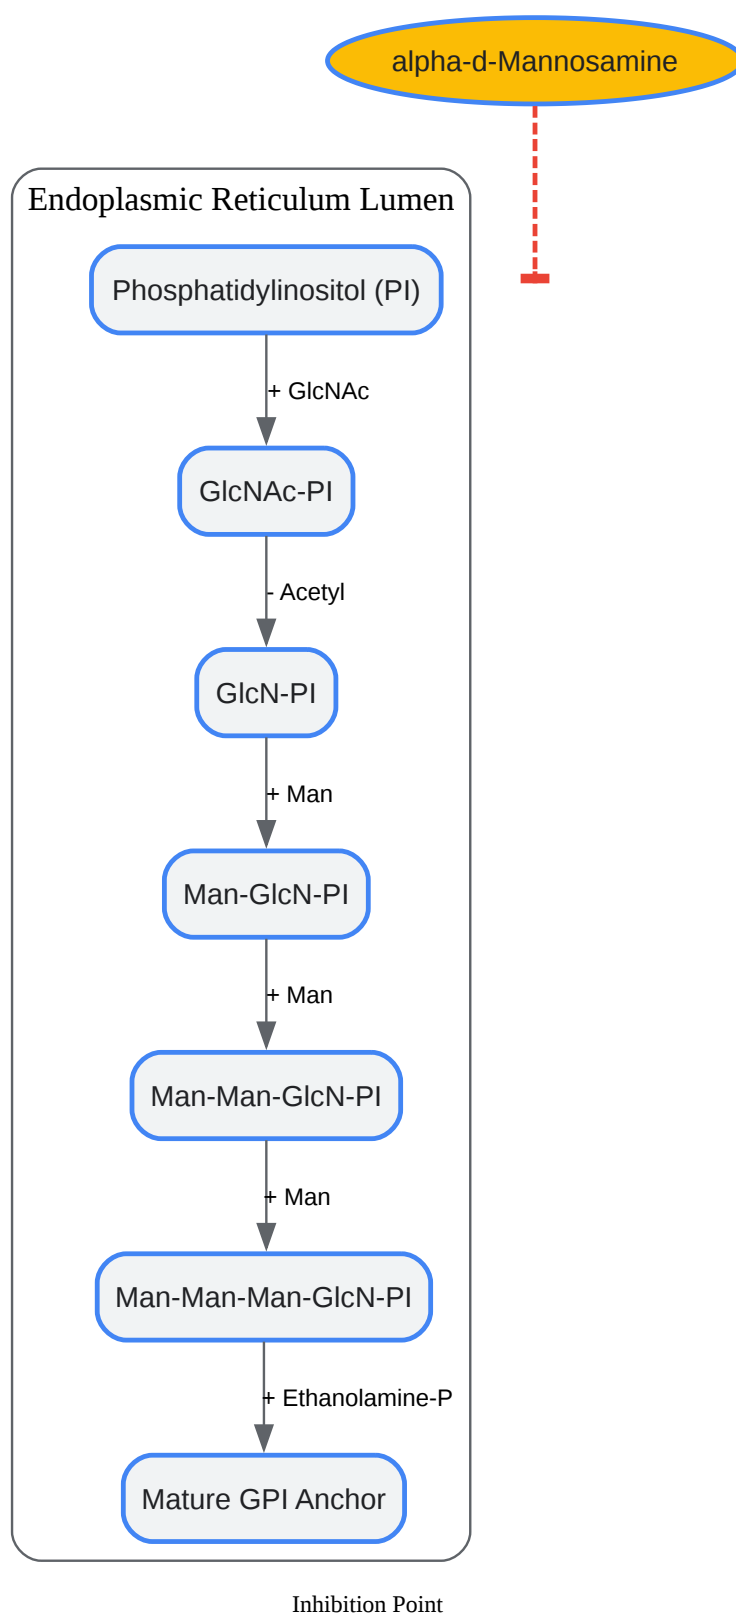 alpha-d-Mannosamine
Endoplasmic Reticulum Lumen
Phosphatidylinositol (PI)
+ GlcNAc
GlcNAc-PI
- Acetyl
GlcN-PI
+ Man
Man-GlcN-PI
+ Man
Man-Man-GlcN-PI
+ Man
Man-Man-Man-GlcN-PI
+ Ethanolamine-P
Mature GPI Anchor
Inhibition Point